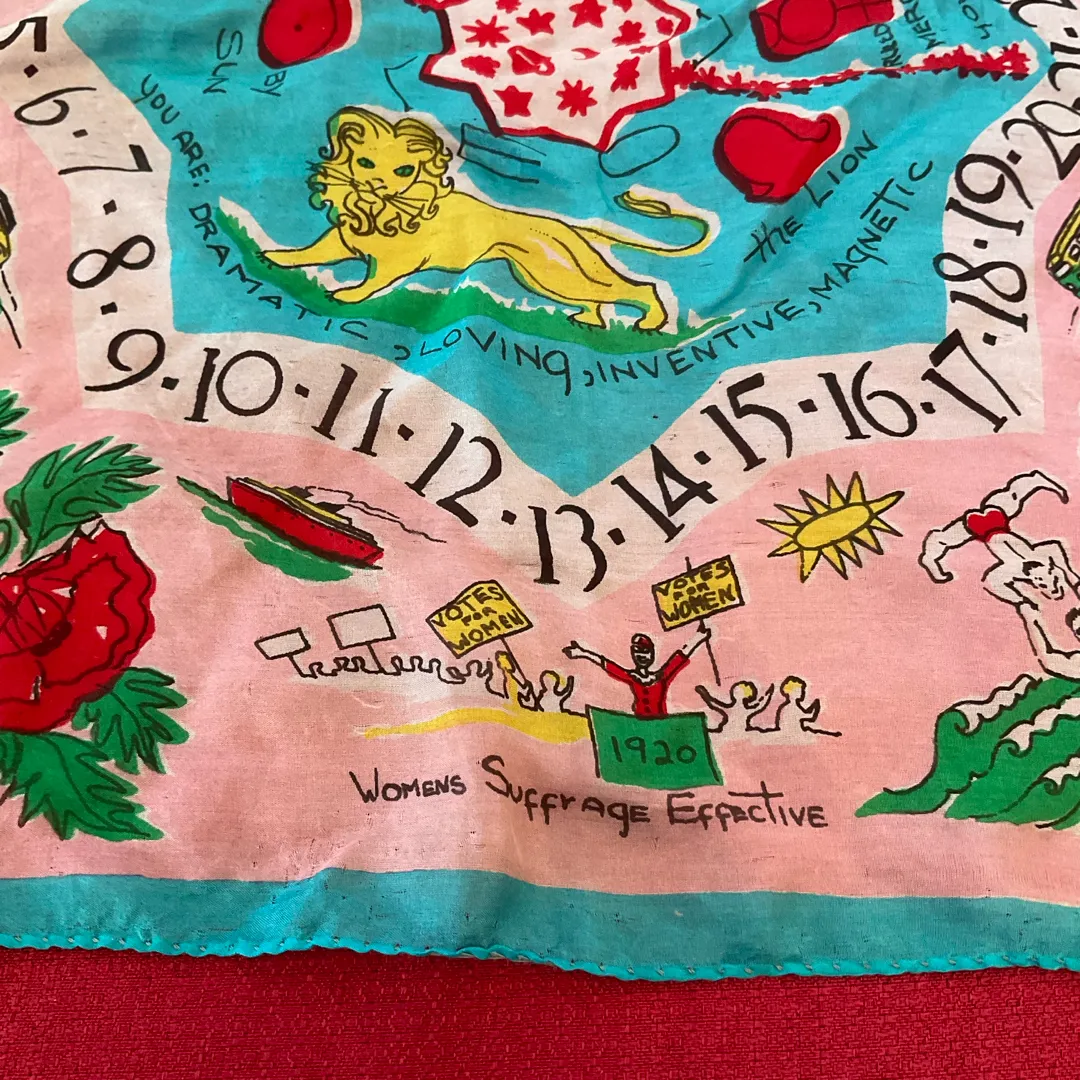 SUN
BY
YOU
the LION
YOU ARE: DRAMATIC, LOVING, INVENTIVE, MAGNETIC
5 · 6 · 7 · 8 · 9 · 10 · 11 · 12 · 13 · 14 · 15 · 16 · 17 · 18 · 19 · 20 · 21
VOTES
FOR
WOMEN
VOTES
FOR
WOMEN
1920
WOMENS SUFFRAGE EFFECTIVE